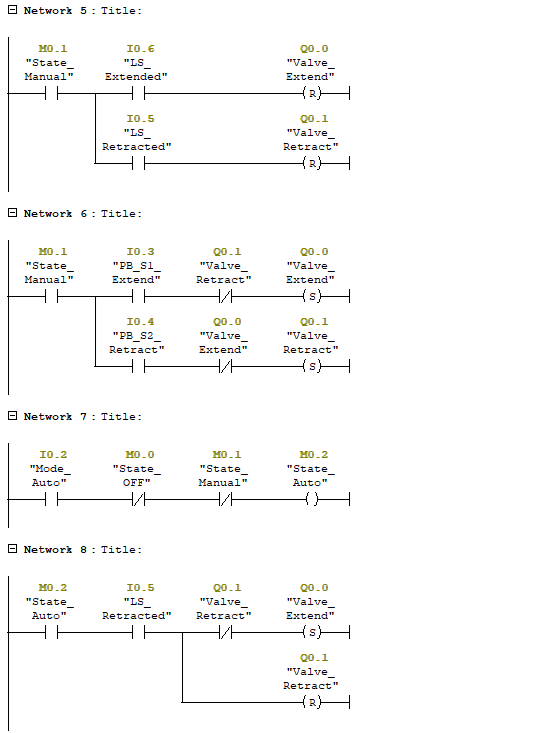 Network 5 : Title:
M0.1 I0.6 Q0.0
"State_ "LS_ "Valve_
Manual" Extended" Extend"
R
I0.5 Q0.1
"LS_ "Valve_
Retracted" Retract"
R
Network 6 : Title:
M0.1 I0.3 Q0.1 Q0.0
"State_ "PB_S1_ "Valve_ "Valve_
Manual" Extend" Retract" Extend"
S
I0.4 Q0.0 Q0.1
"PB_S2_ "Valve_ "Valve_
Retract" Extend" Retract"
S
Network 7 : Title:
I0.2 M0.0 M0.1 M0.2
"Mode_ "State_ "State_ "State_
Auto" OFF" Manual" Auto"
Network 8 : Title:
M0.2 I0.5 Q0.1 Q0.0
"State_ "LS_ "Valve_ "Valve_
Auto" Retracted" Retract" Extend"
S
Q0.1
"Valve_
Retract"
R